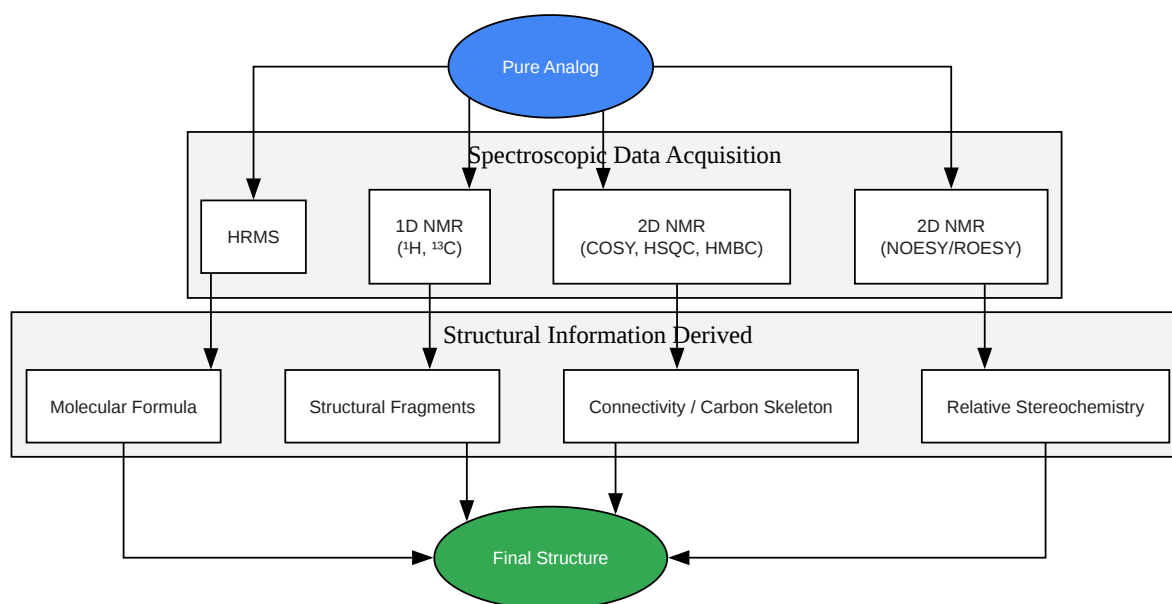 Pure Analog
Spectroscopic Data Acquisition
HRMS
1D NMR
(¹H, ¹³C)
2D NMR
(COSY, HSQC, HMBC)
2D NMR
(NOESY/ROESY)
Structural Information Derived
Molecular Formula
Structural Fragments
Connectivity / Carbon Skeleton
Relative Stereochemistry
Final Structure